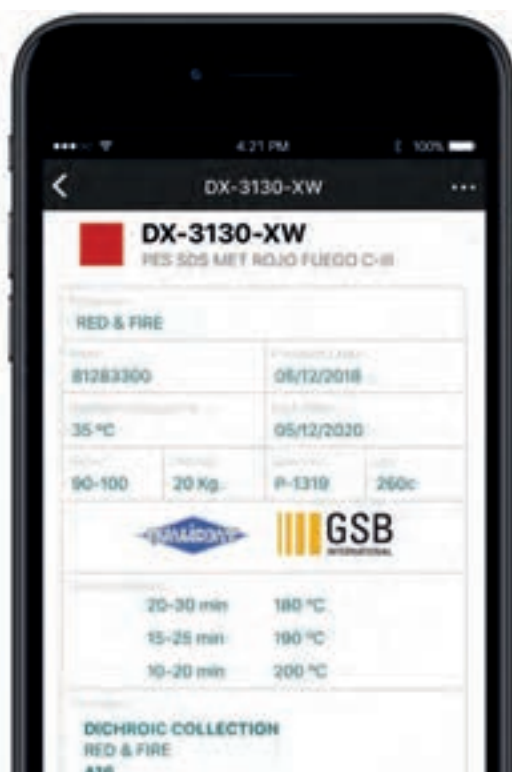 4:21 PM 100%
DX-3130-XW
DX-3130-XW
PES SDS MET ROJO FUEGO C-III
RED & FIRE
81283300 05/12/2018
35 ºC 05/12/2020
90-100 20 Kg. P-1319 260c
QUALICOAT GSB
INTERNATIONAL
20-30 min 180 ºC
15-25 min 190 ºC
10-20 min 200 ºC
DICHROIC COLLECTION
RED & FIRE